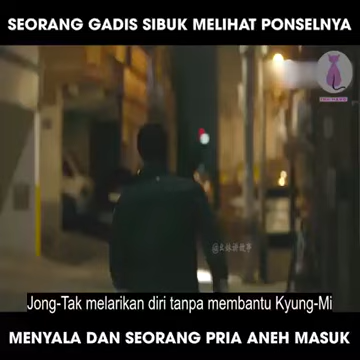 SEORANG GADIS SIBUK MELIHAT PONSELNYA
Jong-Tak melarikan diri tanpa membantu Kyung-Mi
MENYALA DAN SEORANG PRIA ANEH MASUK